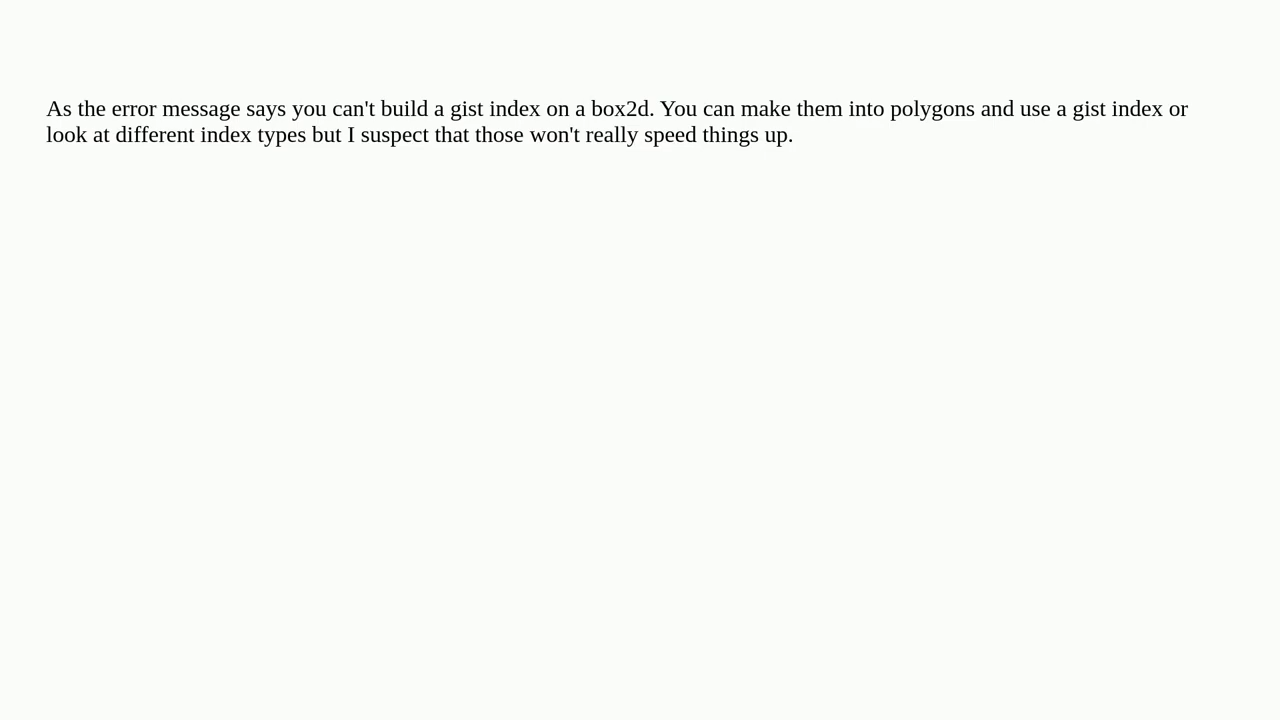 As the error message says you can't build a gist index on a box2d. You can make them into polygons and use a gist index or
look at different index types but I suspect that those won't really speed things up.